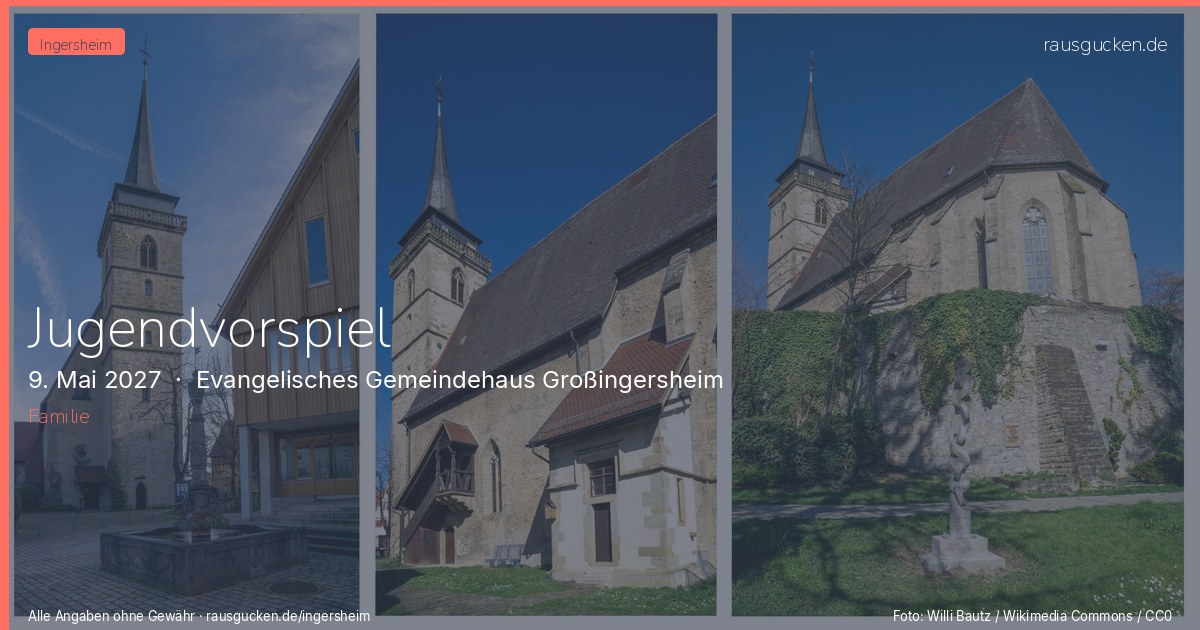 Ingersheim
rausgucken.de
Jugendvorspiel
9. Mai 2027 · Evangelisches Gemeindehaus Großingersheim
Familie
Alle Angaben ohne Gewähr · rausgucken.de/ingersheim
Foto: Willi Bautz / Wikimedia Commons / CC0